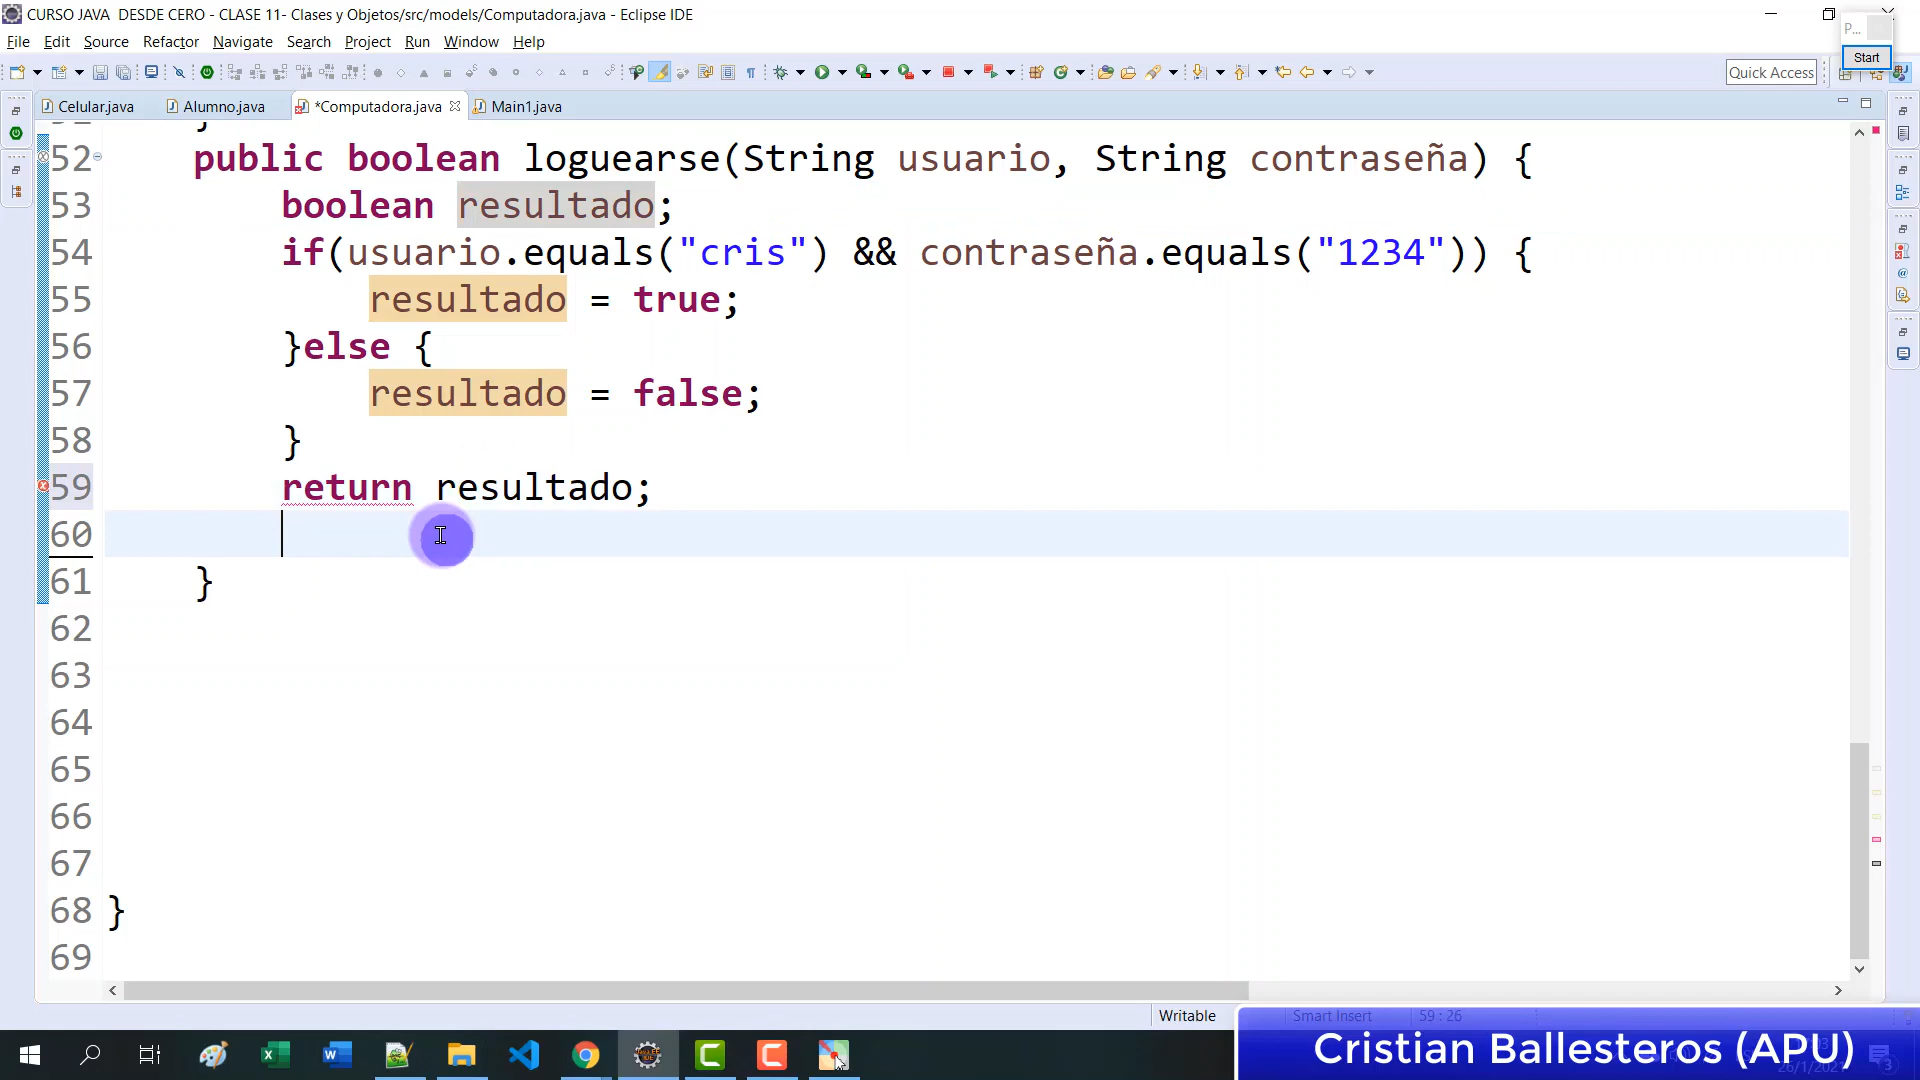 CURSO JAVA DESDE CERO - CLASE 11- Clases y Objetos/src/models/Computadora.java - Eclipse IDE
P...
File Edit Source Refactor Navigate Search Project Run Window Help
Start
Quick Access
Celular.java Alumno.java *Computadora.java Main1.java
52 public boolean loguearse(String usuario, String contraseña) {
53 boolean resultado;
54 if(usuario.equals("cris") && contraseña.equals("1234")) {
55 resultado = true;
56 }else {
57 resultado = false;
58 }
59 return resultado;
60
61 }
62
63
64
65
66
67
68 }
69
Writable Smart Insert 59 : 26
Cristian Ballesteros (APU)